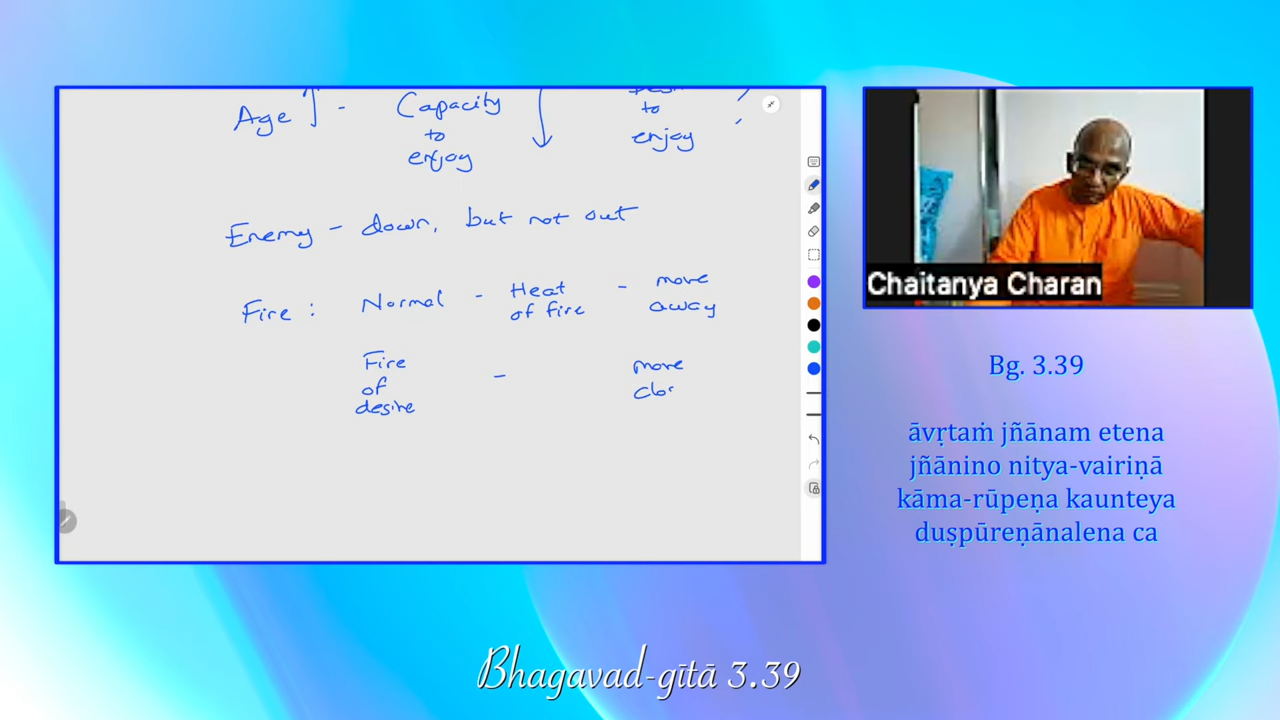 Age - Capacity to enjoy
to enjoy
Enemy - down, but not out
Fire : Normal - Heat of fire - move away
Fire of desire - move clos
Chaitanya Charan
Bg. 3.39
āvṛtaṁ jñānam etena
jñānino nitya-vairiṇā
kāma-rūpeṇa kaunteya
duṣpūreṇānalena ca
Bhagavad-gītā 3.39